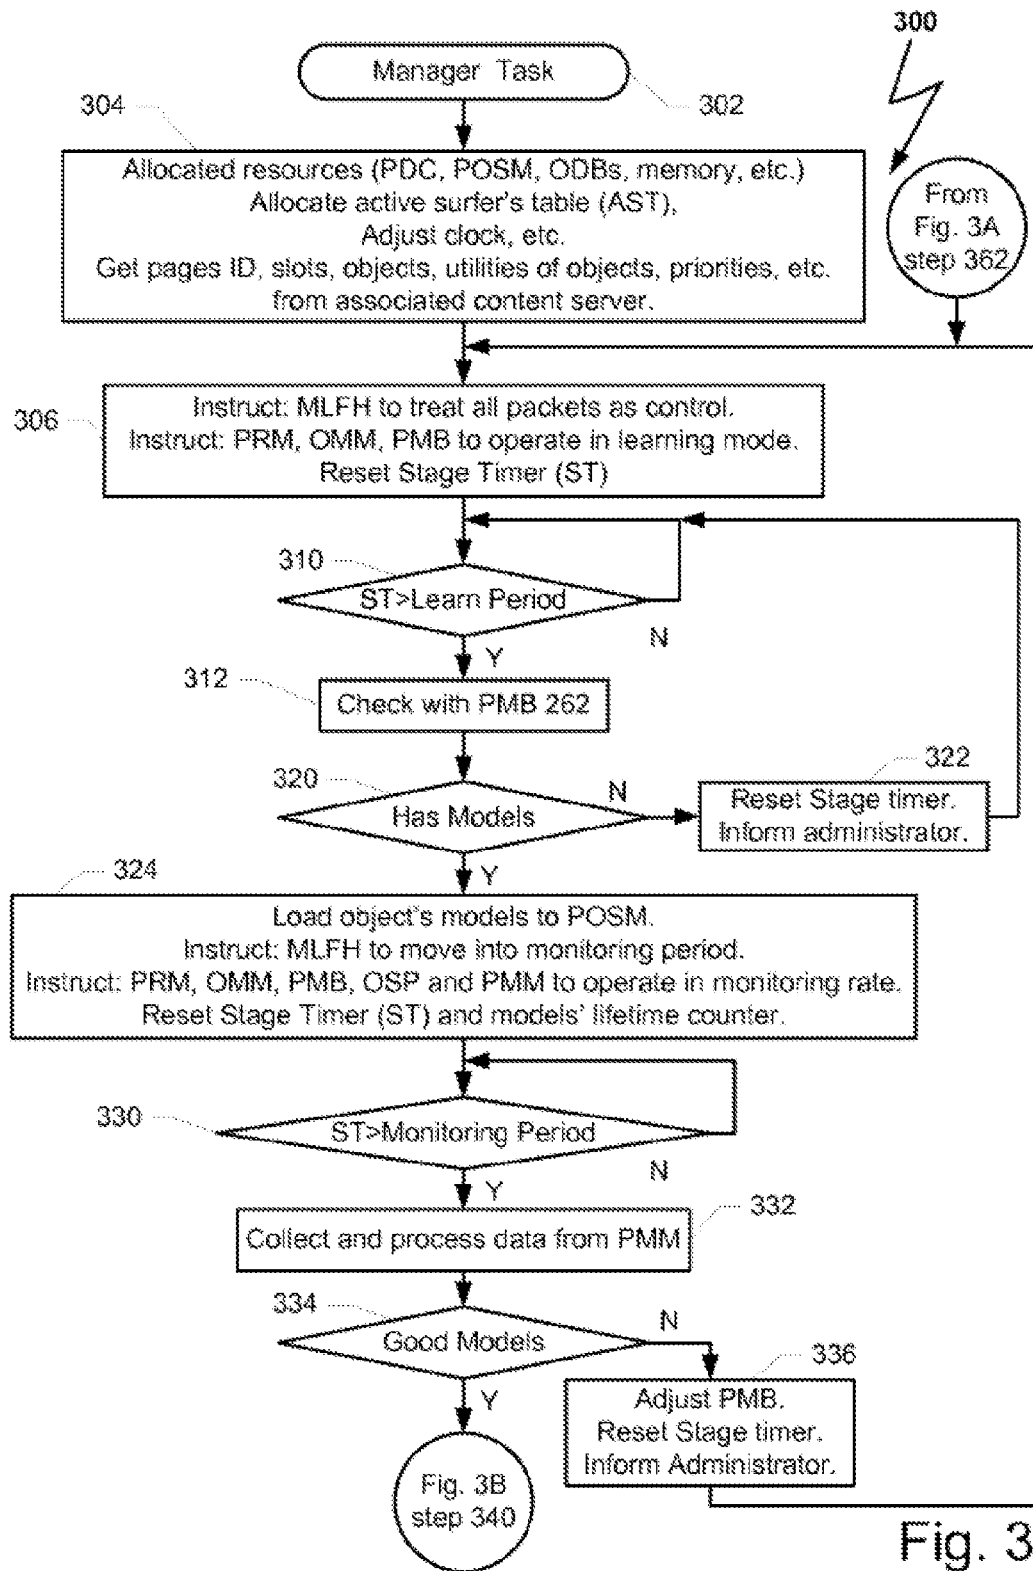 300
Manager Task
302
304
Allocated resources (PDC, POSM, ODBs, memory, etc.)
Allocate active surfer's table (AST),
Adjust clock, etc.
Get pages ID, slots, objects, utilities of objects, priorities, etc.
from associated content server.
From
Fig. 3A
step 362
306
Instruct: MLFH to treat all packets as control.
Instruct: PRM, OMM, PMB to operate in learning mode.
Reset Stage Timer (ST)
310
ST>Learn Period
N
Y
312
Check with PMB 262
320
Has Models
N
322
Reset Stage timer.
Inform administrator.
Y
324
Load object's models to POSM.
Instruct: MLFH to move into monitoring period.
Instruct: PRM, OMM, PMB, OSP and PMM to operate in monitoring rate.
Reset Stage Timer (ST) and models' lifetime counter.
330
ST>Monitoring Period
N
Y
332
Collect and process data from PMM
334
Good Models
N
Y
336
Adjust PMB.
Reset Stage timer.
Inform Administrator.
Fig. 3B
step 340
Fig. 3